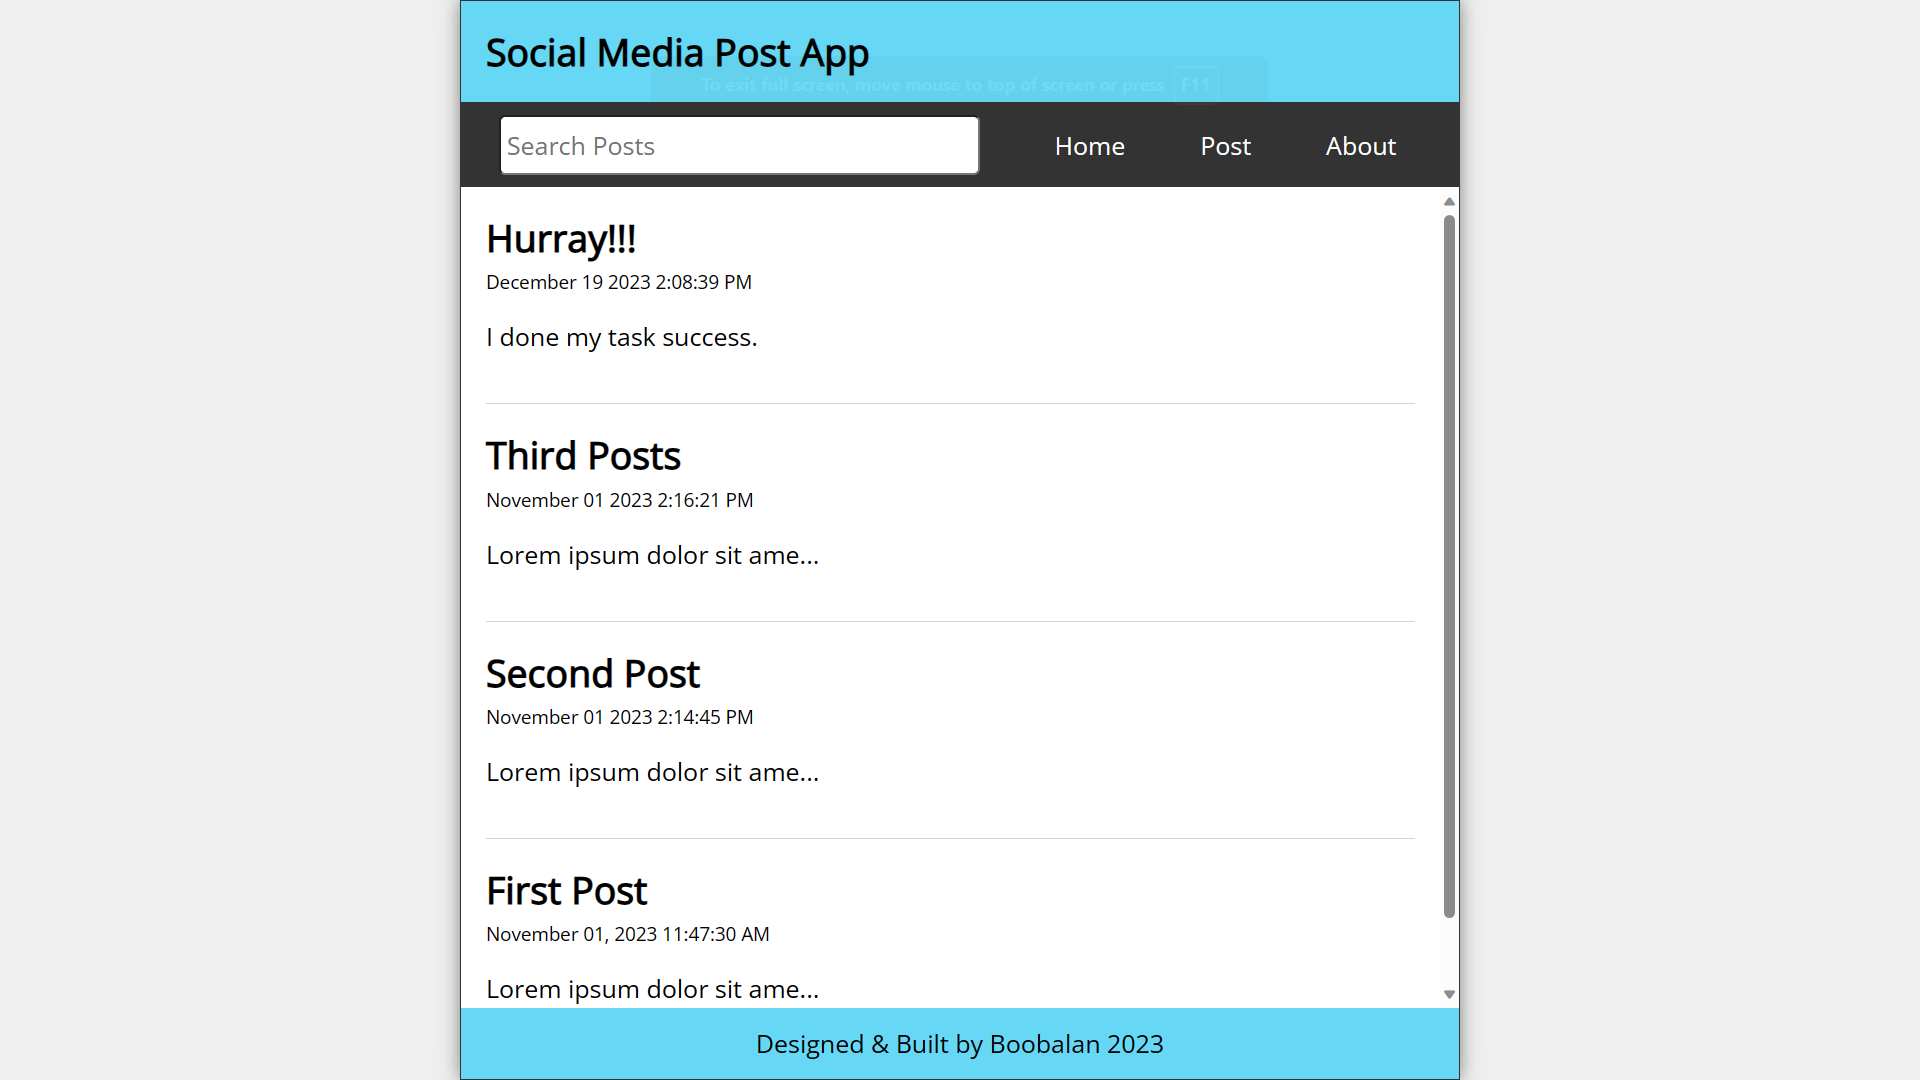 Social Media Post App
To exit full screen, move mouse to top of screen or press F11
Search Posts
Home Post About
Hurray!!!
December 19 2023 2:08:39 PM
I done my task success.
Third Posts
November 01 2023 2:16:21 PM
Lorem ipsum dolor sit ame...
Second Post
November 01 2023 2:14:45 PM
Lorem ipsum dolor sit ame...
First Post
November 01, 2023 11:47:30 AM
Lorem ipsum dolor sit ame...
Designed & Built by Boobalan 2023